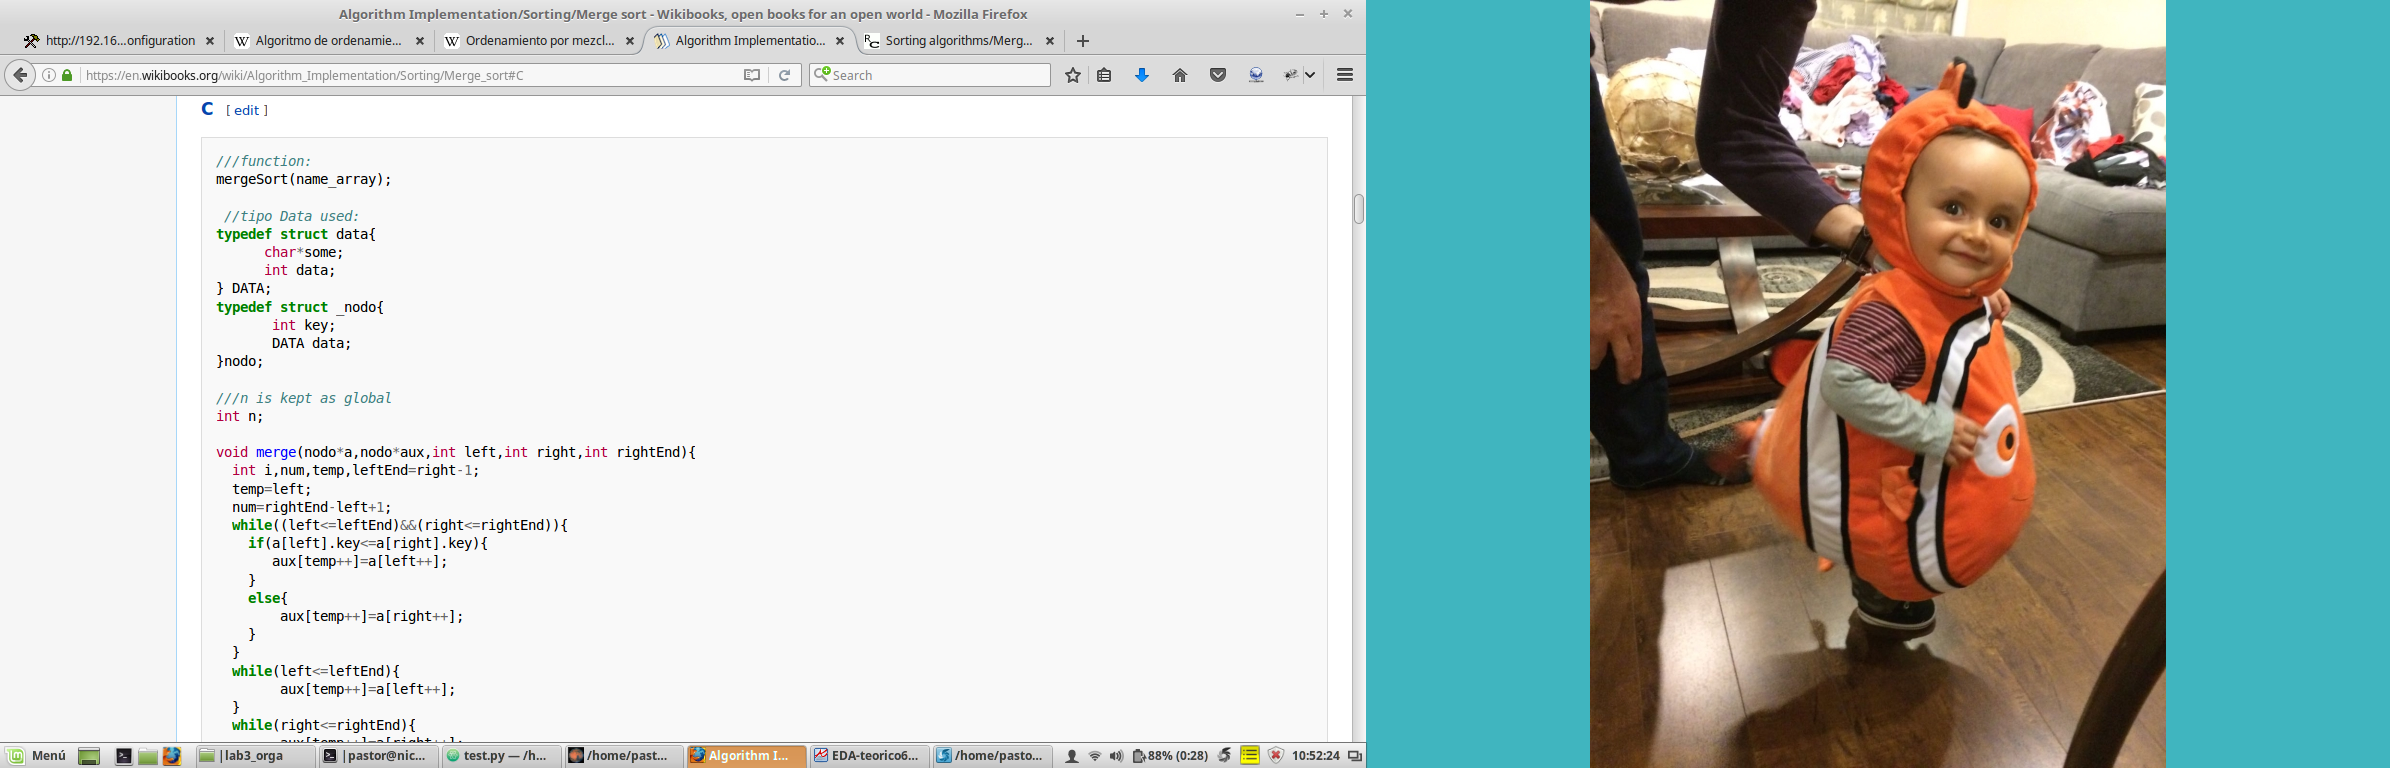 Algorithm Implementation/Sorting/Merge sort - Wikibooks, open books for an open world - Mozilla Firefox
http://192.16...onfiguration
Algoritmo de ordenamie...
Ordenamiento por mezcl...
Algorithm Implementatio...
Sorting algorithms/Merg...
https://en.wikibooks.org/wiki/Algorithm_Implementation/Sorting/Merge_sort#C
Search
C [ edit ]
///function:
mergeSort(name_array);
//tipo Data used:
typedef struct data{
char*some;
int data;
} DATA;
typedef struct _nodo{
int key;
DATA data;
}nodo;
///n is kept as global
int n;
void merge(nodo*a,nodo*aux,int left,int right,int rightEnd){
int i,num,temp,leftEnd=right-1;
temp=left;
num=rightEnd-left+1;
while((left<=leftEnd)&&(right<=rightEnd)){
if(a[left].key<=a[right].key){
aux[temp++]=a[left++];
}
else{
aux[temp++]=a[right++];
}
}
while(left<=leftEnd){
aux[temp++]=a[left++];
}
while(right<=rightEnd){
aux[temp++]=a[right++];
Menú
|lab3_orga
|pastor@nic...
test.py — /h...
/home/past...
Algorithm I...
EDA-teorico6...
/home/pasto...
88% (0:28)
10:52:24